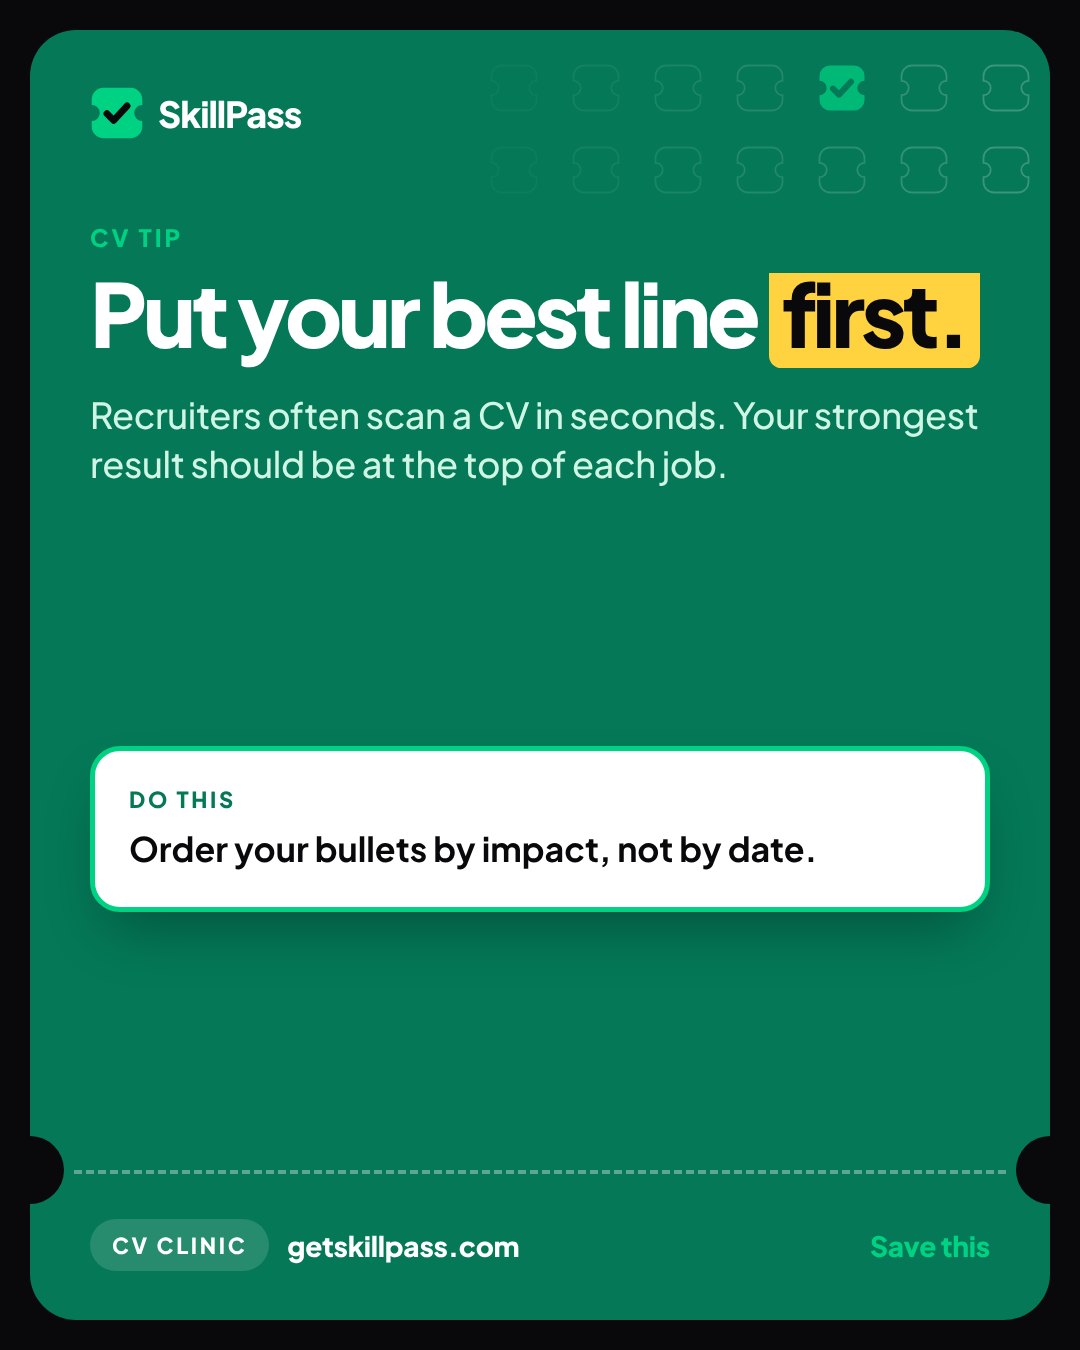 SkillPass
CV TIP
Put your best line first.
Recruiters often scan a CV in seconds. Your strongest
result should be at the top of each job.
DO THIS
Order your bullets by impact, not by date.
CV CLINIC getskillpass.com Save this